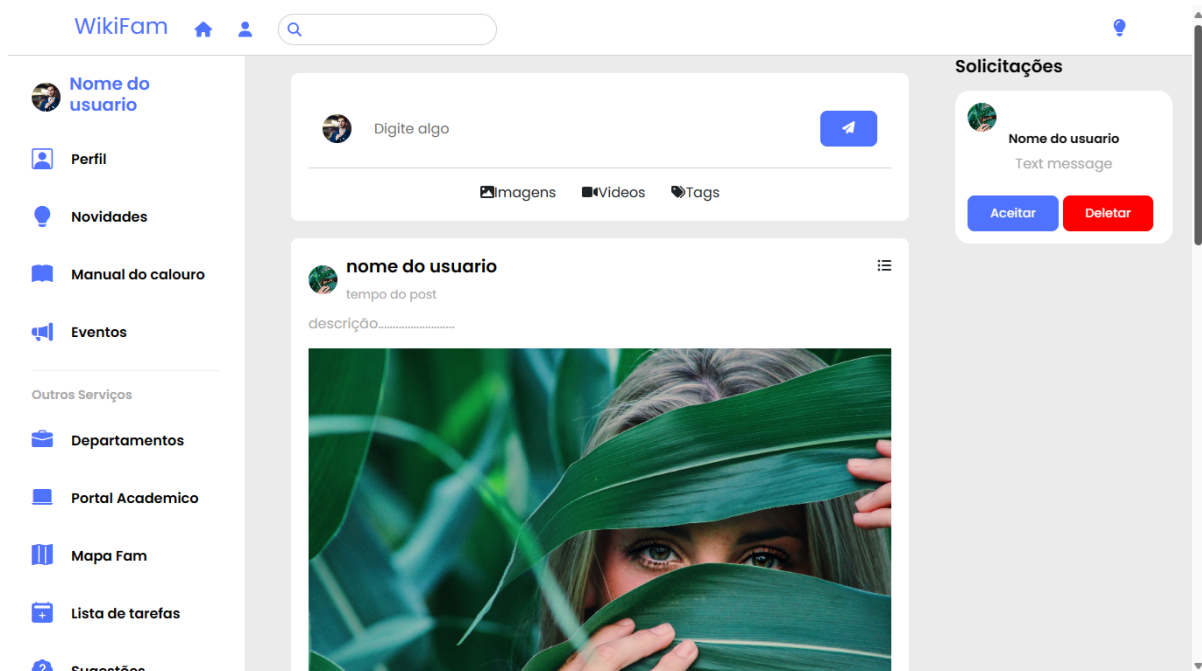 WikiFam
Nome do
usuario
Perfil
Novidades
Manual do calouro
Eventos
Outros Serviços
Departamentos
Portal Academico
Mapa Fam
Lista de tarefas
Sugestões
Digite algo
Imagens Videos Tags
nome do usuario
tempo do post
descrição..........................
Solicitações
Nome do usuario
Text message
Aceitar Deletar